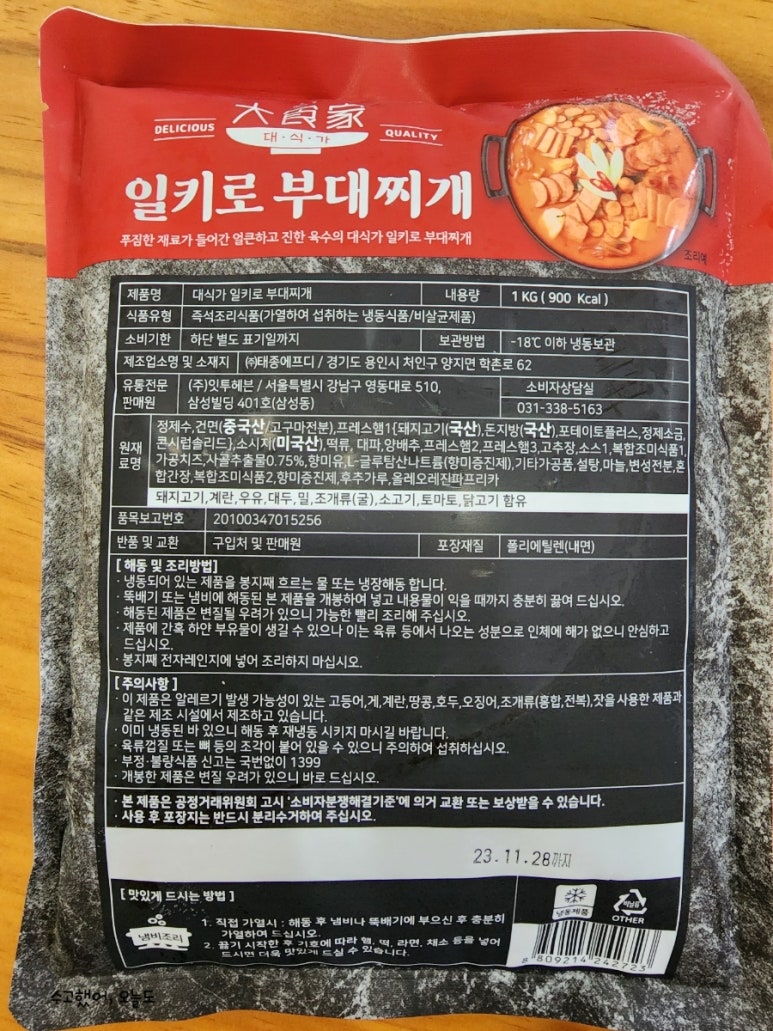 DELICIOUS 大食家 QUALITY
대·식·가
일키로 부대찌개
푸짐한 재료가 들어간 얼큰하고 진한 육수의 대식가 일키로 부대찌개
조리예
제품명 대식가 일키로 부대찌개 내용량 1 KG ( 900 Kcal )
식품유형 즉석조리식품(가열하여 섭취하는 냉동식품/비살균제품)
소비기한 하단 별도 표기일까지 보관방법 -18℃ 이하 냉동보관
제조업소명 및 소재지 ㈜태종에프디 / 경기도 용인시 처인구 양지면 학촌로 62
유통전문판매원 (주)잇투헤븐 / 서울특별시 강남구 영동대로 510, 소비자상담실
삼성빌딩 401호(삼성동) 031-338-5163
원재료명 정제수,건면(중국산/고구마전분),프레스햄1{돼지고기(국산),돈지방(국산),포테이토플러스,정제소금,
콘시럽솔리드},소시지(미국산),떡류, 대파,양배추,프레스햄2,프레스햄3,고추장,소스1,복합조미식품1,
가공치즈,사골추출물0.75%,향미유,L-글루탐산나트륨(향미증진제),기타가공품,설탕,마늘,변성전분,혼
합간장,복합조미식품2,향미증진제,후추가루,올레오레진파프리카
돼지고기,계란,우유,대두,밀,조개류(굴),소고기,토마토,닭고기 함유
품목보고번호 20100347015256
반품 및 교환 구입처 및 판매원 포장재질 폴리에틸렌(내면)
[ 해동 및 조리방법]
· 냉동되어 있는 제품을 봉지째 흐르는 물 또는 냉장해동 합니다.
· 뚝배기 또는 냄비에 해동된 본 제품을 개봉하여 넣고 내용물이 익을 때까지 충분히 끓여 드십시오.
· 해동된 제품은 변질될 우려가 있으니 가능한 빨리 조리해 주십시오.
· 제품에 간혹 하얀 부유물이 생길 수 있으나 이는 육류 등에서 나오는 성분으로 인체에 해가 없으니 안심하고
드십시오.
· 봉지째 전자레인지에 넣어 조리하지 마십시오.
[ 주의사항 ]
· 이 제품은 알레르기 발생 가능성이 있는 고등어,게,계란,땅콩,호두,오징어,조개류(홍합,전복),잣을 사용한 제품과
같은 제조 시설에서 제조하고 있습니다.
· 이미 냉동된 바 있으니 해동 후 재냉동 시키지 마시길 바랍니다.
· 육류껍질 또는 뼈 등의 조각이 붙어 있을 수 있으니 주의하여 섭취하십시오.
· 부정·불량식품 신고는 국번없이 1399
· 개봉한 제품은 변질 우려가 있으니 바로 드십시오.
· 본 제품은 공정거래위원회 고시 '소비자분쟁해결기준'에 의거 교환 또는 보상받을 수 있습니다.
· 사용 후 포장지는 반드시 분리수거하여 주십시오.
23.11.28까지
[ 맛있게 드시는 방법 ]
냄비조리
1. 직접 가열시 : 해동 후 냄비나 뚝배기에 부으신 후 충분히
가열하여 드십시오.
2. 끓기 시작한 후 기호에 따라 햄, 떡, 라면, 채소 등을 넣어
드시면 더욱 맛있게 드실 수 있습니다.
냉동제품
비닐류
OTHER
8 809214 242723
수고했어, 오늘도